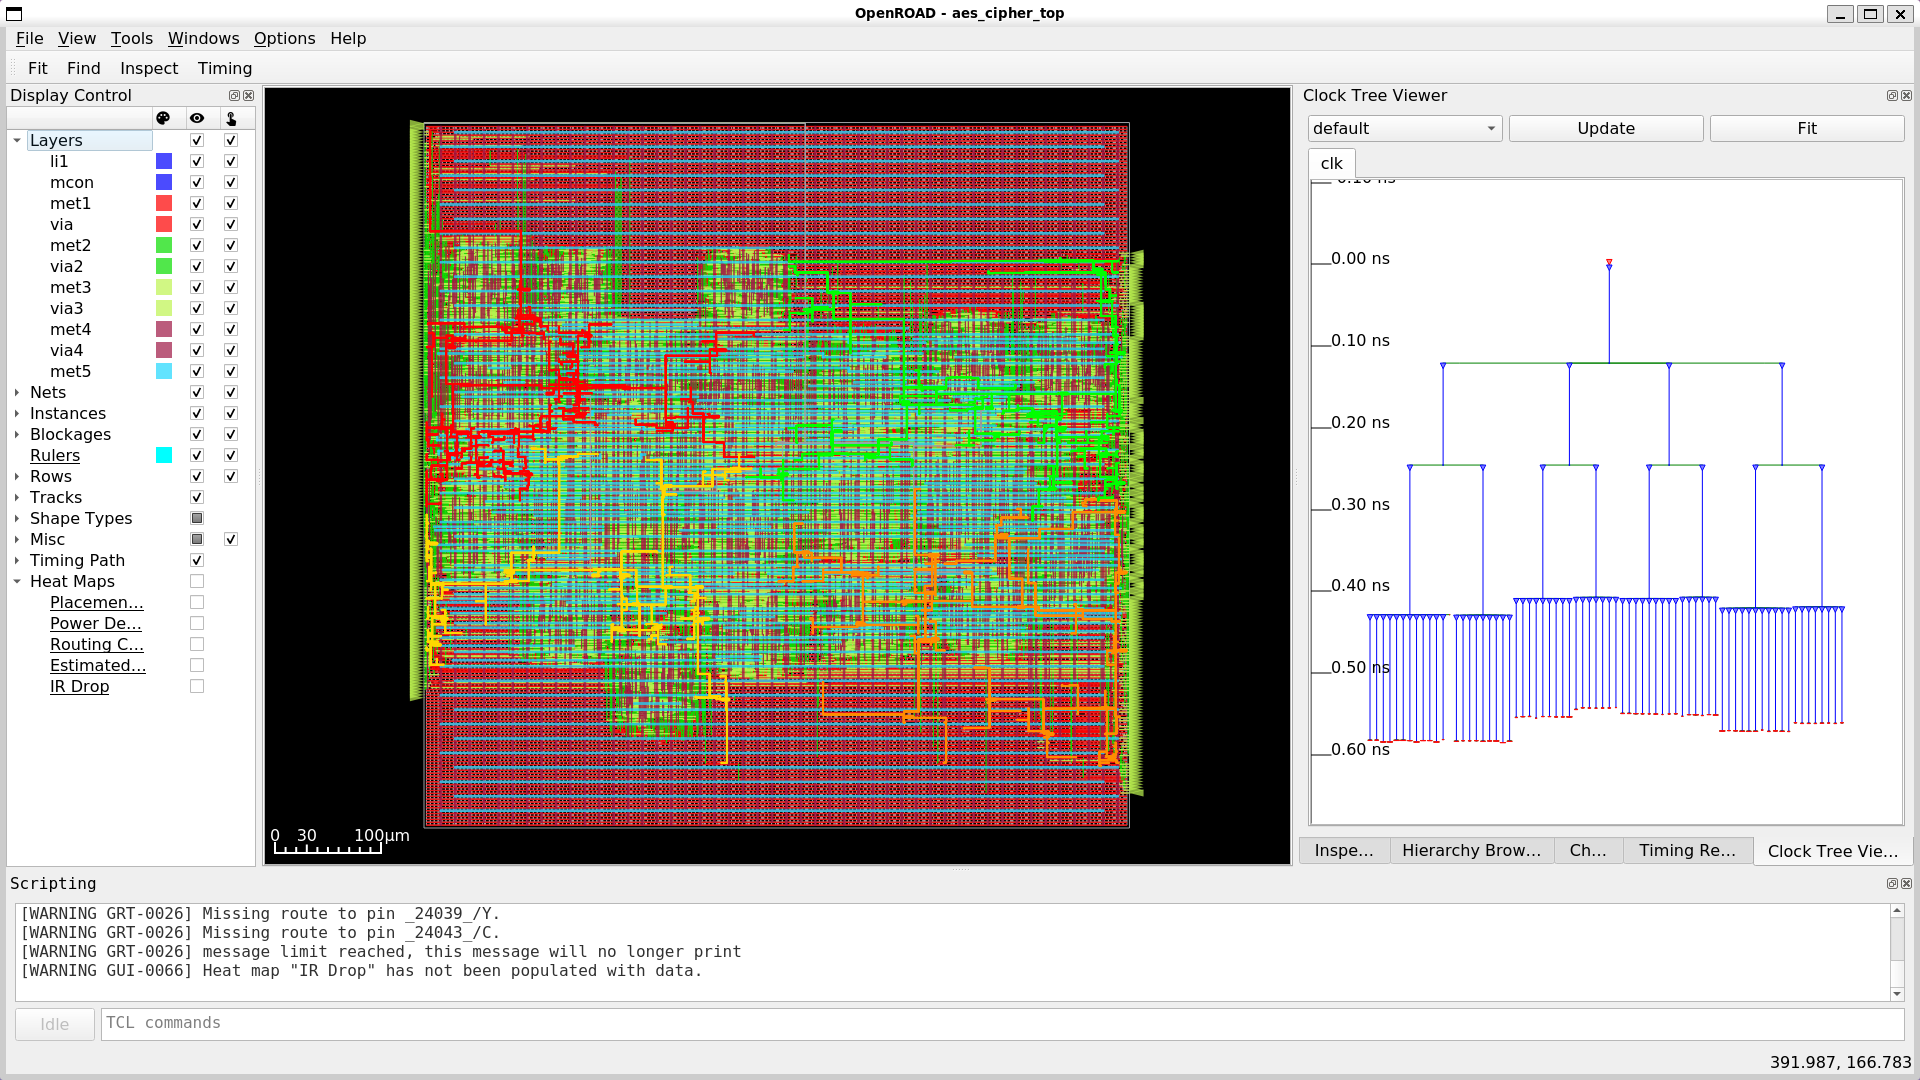 OpenROAD - aes_cipher_top
File View Tools Windows Options Help
Fit Find Inspect Timing
Display Control
Layers
li1
mcon
met1
via
met2
via2
met3
via3
met4
via4
met5
Nets
Instances
Blockages
Rulers
Rows
Tracks
Shape Types
Misc
Timing Path
Heat Maps
Placemen...
Power De...
Routing C...
Estimated...
IR Drop
0 30 100μm
Clock Tree Viewer
default Update Fit
clk
0.00 ns
0.10 ns
0.20 ns
0.30 ns
0.40 ns
0.50 ns
0.60 ns
Inspe... Hierarchy Brow... Ch... Timing Re... Clock Tree Vie...
Scripting
[WARNING GRT-0026] Missing route to pin _24039_/Y.
[WARNING GRT-0026] Missing route to pin _24043_/C.
[WARNING GRT-0026] message limit reached, this message will no longer print
[WARNING GUI-0066] Heat map "IR Drop" has not been populated with data.
Idle TCL commands
391.987, 166.783